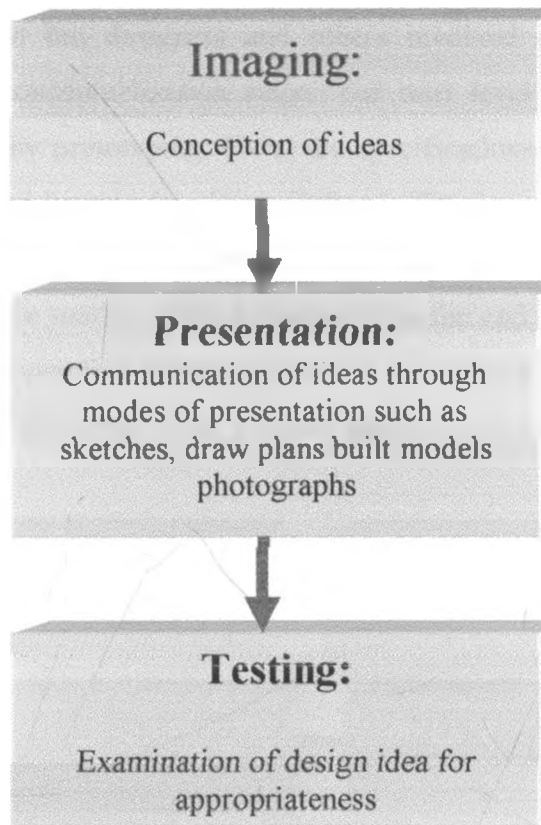 Imaging:
Conception of ideas
Presentation:
Communication of ideas through
modes of presentation such as
sketches, draw plans built models
photographs
Testing:
Examination of design idea for
appropriateness